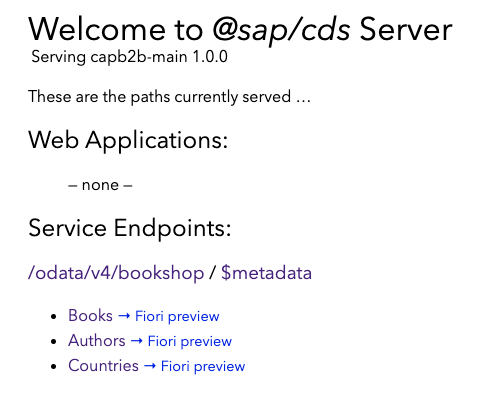 Welcome to @sap/cds Server
Serving capb2b-main 1.0.0
These are the paths currently served …
Web Applications:
– none –
Service Endpoints:
/odata/v4/bookshop / $metadata
• Books → Fiori preview
• Authors → Fiori preview
• Countries → Fiori preview